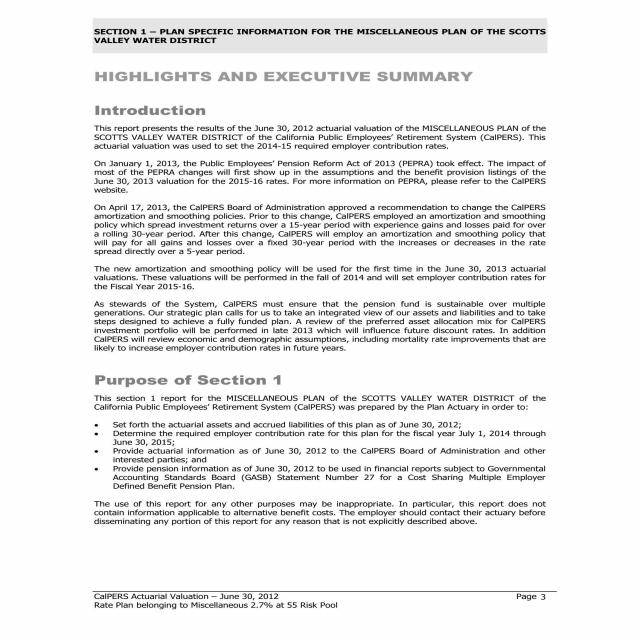 SECTION 1 – PLAN SPECIFIC INFORMATION FOR THE MISCELLANEOUS PLAN OF THE SCOTTS
VALLEY WATER DISTRICT
HIGHLIGHTS AND EXECUTIVE SUMMARY
Introduction
This report presents the results of the June 30, 2012 actuarial valuation of the MISCELLANEOUS PLAN of the
SCOTTS VALLEY WATER DISTRICT of the California Public Employees’ Retirement System (CalPERS). This
actuarial valuation was used to set the 2014-15 required employer contribution rates.
On January 1, 2013, the Public Employees’ Pension Reform Act of 2013 (PEPRA) took effect. The impact of
most of the PEPRA changes will first show up in the assumptions and the benefit provision listings of the
June 30, 2013 valuation for the 2015-16 rates. For more information on PEPRA, please refer to the CalPERS
website.
On April 17, 2013, the CalPERS Board of Administration approved a recommendation to change the CalPERS
amortization and smoothing policies. Prior to this change, CalPERS employed an amortization and smoothing
policy which spread investment returns over a 15-year period with experience gains and losses paid for over
a rolling 30-year period. After this change, CalPERS will employ an amortization and smoothing policy that
will pay for all gains and losses over a fixed 30-year period with the increases or decreases in the rate
spread directly over a 5-year period.
The new amortization and smoothing policy will be used for the first time in the June 30, 2013 actuarial
valuations. These valuations will be performed in the fall of 2014 and will set employer contribution rates for
the Fiscal Year 2015-16.
As stewards of the System, CalPERS must ensure that the pension fund is sustainable over multiple
generations. Our strategic plan calls for us to take an integrated view of our assets and liabilities and to take
steps designed to achieve a fully funded plan. A review of the preferred asset allocation mix for CalPERS
investment portfolio will be performed in late 2013 which will influence future discount rates. In addition
CalPERS will review economic and demographic assumptions, including mortality rate improvements that are
likely to increase employer contribution rates in future years.
Purpose of Section 1
This section 1 report for the MISCELLANEOUS PLAN of the SCOTTS VALLEY WATER DISTRICT of the
California Public Employees’ Retirement System (CalPERS) was prepared by the Plan Actuary in order to:
• Set forth the actuarial assets and accrued liabilities of this plan as of June 30, 2012;
• Determine the required employer contribution rate for this plan for the fiscal year July 1, 2014 through
June 30, 2015;
• Provide actuarial information as of June 30, 2012 to the CalPERS Board of Administration and other
interested parties; and
• Provide pension information as of June 30, 2012 to be used in financial reports subject to Governmental
Accounting Standards Board (GASB) Statement Number 27 for a Cost Sharing Multiple Employer
Defined Benefit Pension Plan.
The use of this report for any other purposes may be inappropriate. In particular, this report does not
contain information applicable to alternative benefit costs. The employer should contact their actuary before
disseminating any portion of this report for any reason that is not explicitly described above.
CalPERS Actuarial Valuation – June 30, 2012 Page 3
Rate Plan belonging to Miscellaneous 2.7% at 55 Risk Pool